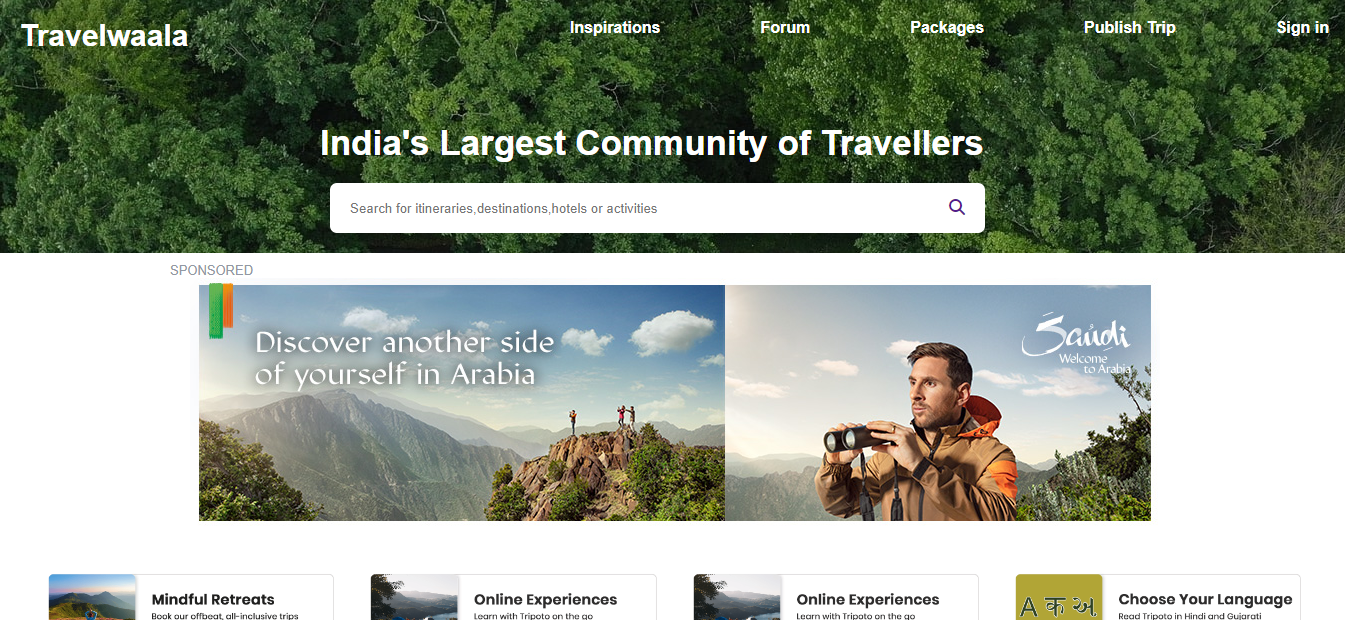 Travelwaala
Inspirations
Forum
Packages
Publish Trip
Sign in
India's Largest Community of Travellers
Search for itineraries,destinations,hotels or activities
SPONSORED
Discover another side
of yourself in Arabia
Saudi
Welcome
to Arabia
Mindful Retreats
Book our offbeat, all-inclusive trips
Online Experiences
Learn with Tripoto on the go
Online Experiences
Learn with Tripoto on the go
A क અ
Choose Your Language
Read Tripoto in Hindi and Gujarati